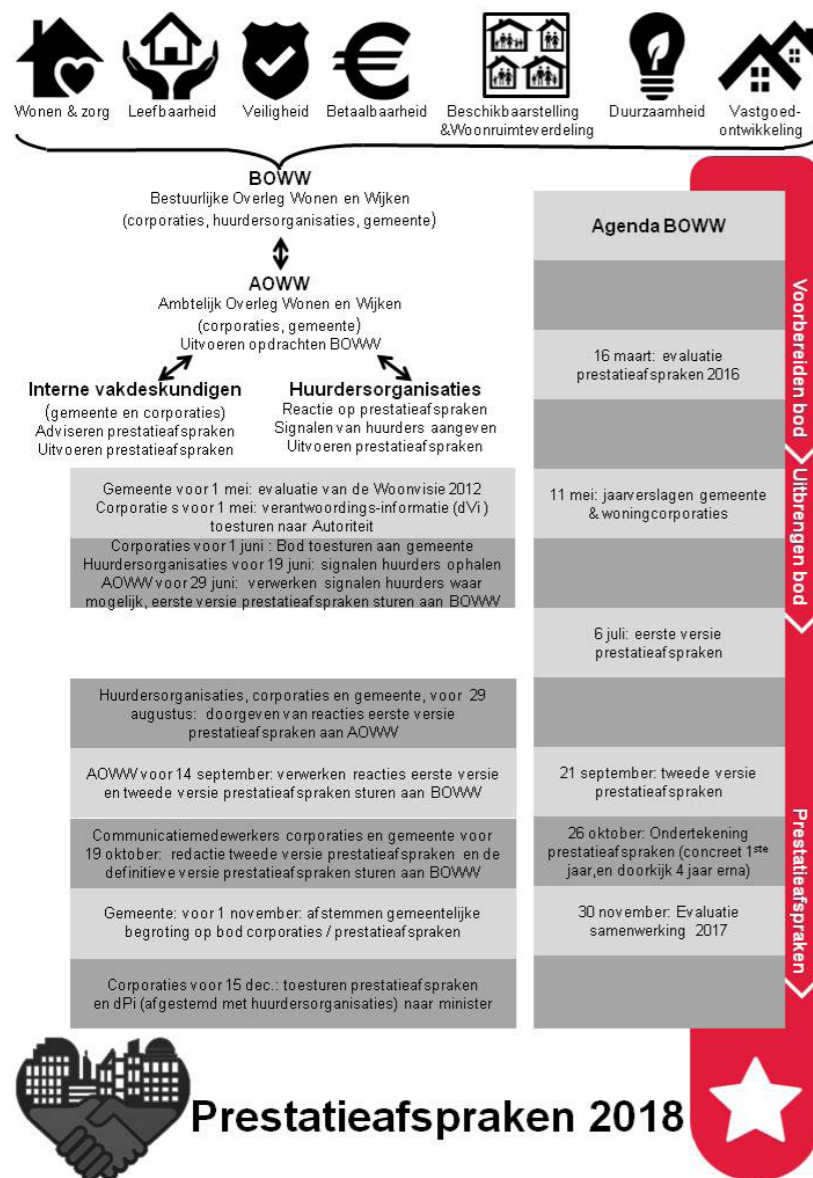 Wonen & zorg
Leefbaarheid
Veiligheid
Betaalbaarheid
Beschikbaarstelling
&Woonruimteverdeling
Duurzaamheid
Vastgoed-
ontwikkeling
BOWW
Bestuurlijke Overleg Wonen en Wijken
(corporaties, huurdersorganisaties, gemeente)
AOWW
Ambtelijk Overleg Wonen en Wijken
(corporaties, gemeente)
Uitvoeren opdrachten BOWW
Interne vakdeskundigen
(gemeente en corporaties)
Adviseren prestatieafspraken
Uitvoeren prestatieafspraken
Huurdersorganisaties
Reactie op prestatieafspraken
Signalen van huurders aangeven
Uitvoeren prestatieafspraken
Gemeente voor 1 mei: evaluatie van de Woonvisie 2012
Corporatie s voor 1 mei: verantwoordings-informatie (dVi )
toesturen naar Autoriteit
Corporaties voor 1 juni : Bod toesturen aan gemeente
Huurdersorganisaties voor 19 juni: signalen huurders ophalen
AOWW voor 29 juni: verwerken signalen huurders waar
mogelijk, eerste versie prestatieafspraken sturen aan BOWW
Huurdersorganisaties, corporaties en gemeente, voor 29
augustus: doorgeven van reacties eerste versie
prestatieafspraken aan AOWW
AOWW voor 14 september: verwerken reacties eerste versie
en tweede versie prestatieafspraken sturen aan BOWW
Communicatiemedewerkers corporaties en gemeente voor
19 oktober: redactie tweede versie prestatieafspraken en de
definitieve versie prestatieafspraken sturen aan BOWW
Gemeente: voor 1 november: afstemmen gemeentelijke
begroting op bod corporaties / prestatieafspraken
Corporaties voor 15 dec.: toesturen prestatieafspraken
en dPi (afgestemd met huurdersorganisaties) naar minister
Agenda BOWW
16 maart: evaluatie
prestatieafspraken 2016
11 mei: jaarverslagen gemeente
& woningcorporaties
6 juli: eerste versie
prestatieafspraken
21 september: tweede versie
prestatieafspraken
26 oktober: Ondertekening
prestatieafspraken (concreet 1ste
jaar,en doorkijk 4 jaar erna)
30 november: Evaluatie
samenwerking 2017
Voorbereiden bod
Uitbrengen bod
Prestatieafspraken
Prestatieafspraken 2018